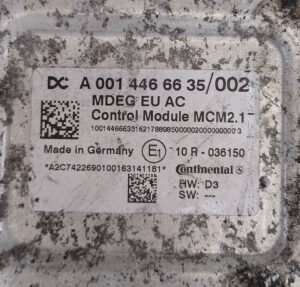 DC A 001 446 66 35/002
MDEG EU AC
Control Module MCM2.1
Made in Germany E1 10 R - 036150
*A2C7422690100163141181* Continental
HW: D3
SW: ---